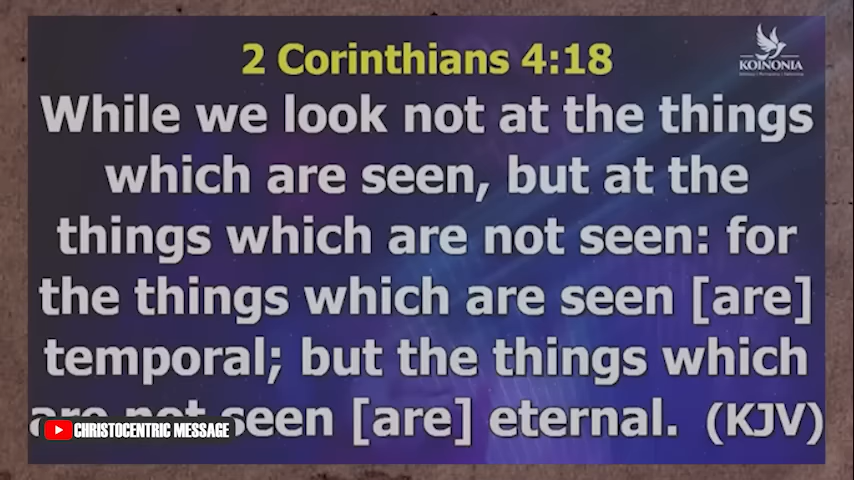 2 Corinthians 4:18
KOINONIA
While we look not at the things
which are seen, but at the
things which are not seen: for
the things which are seen [are]
temporal; but the things which
are not seen [are] eternal. (KJV)
CHRISTOCENTRIC MESSAGE